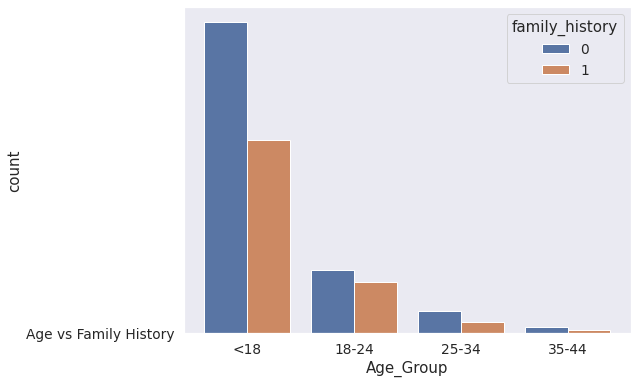 family_history
0
1
count
Age vs Family History
<18
18-24
25-34
35-44
Age_Group